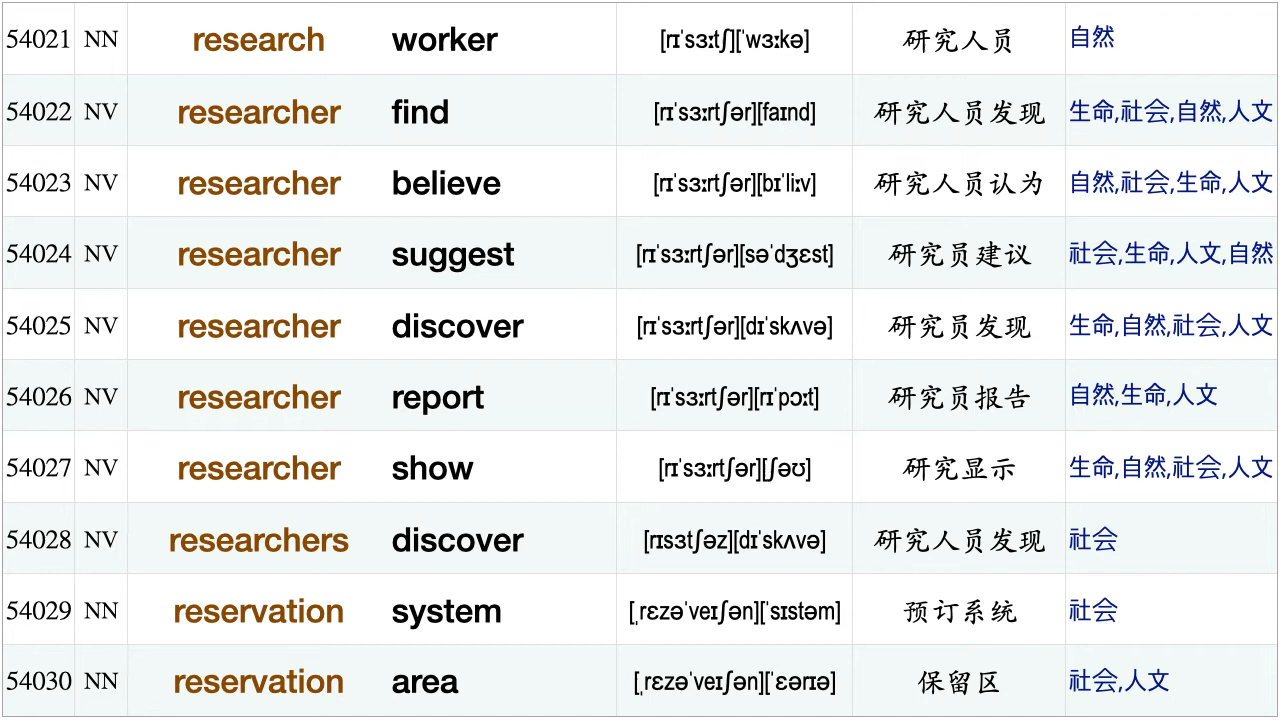 54021 NN research worker [rɪˈsɜːtʃ][ˈwɜːkə] 研究人员 自然
54022 NV researcher find [rɪˈsɜːrtʃər][faɪnd] 研究人员发现 生命,社会,自然,人文
54023 NV researcher believe [rɪˈsɜːrtʃər][bɪˈliːv] 研究人员认为 自然,社会,生命,人文
54024 NV researcher suggest [rɪˈsɜːrtʃər][səˈdʒɛst] 研究员建议 社会,生命,人文,自然
54025 NV researcher discover [rɪˈsɜːrtʃər][dɪˈskʌvə] 研究员发现 生命,自然,社会,人文
54026 NV researcher report [rɪˈsɜːrtʃər][rɪˈpɔːt] 研究员报告 自然,生命,人文
54027 NV researcher show [rɪˈsɜːrtʃər][ʃəʊ] 研究显示 生命,自然,社会,人文
54028 NV researchers discover [rɪsɜtʃəz][dɪˈskʌvə] 研究人员发现 社会
54029 NN reservation system [ˌrɛzəˈveɪʃən][ˈsɪstəm] 预订系统 社会
54030 NN reservation area [ˌrɛzəˈveɪʃən][ˈɛərɪə] 保留区 社会,人文